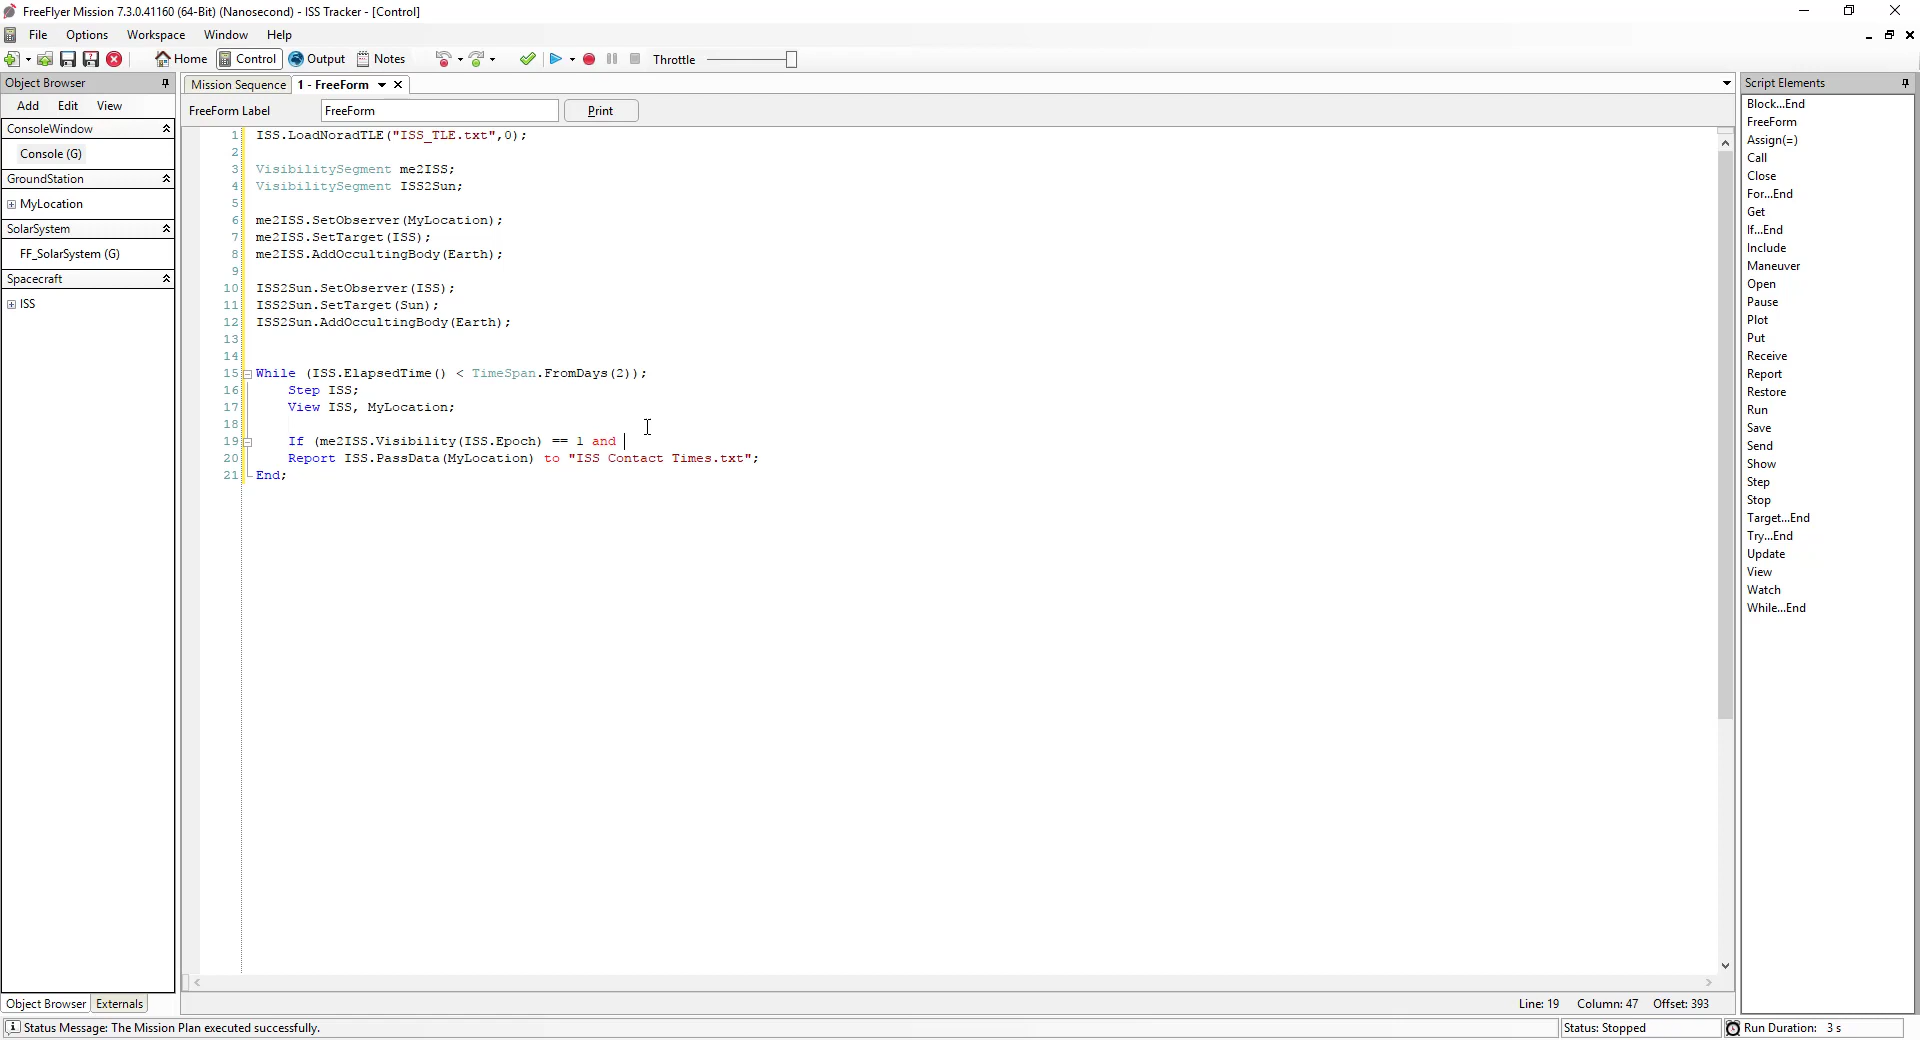 FreeFlyer Mission 7.3.0.41160 (64-Bit) (Nanosecond) - ISS Tracker - [Control]
File Options Workspace Window Help
Home Control Output Notes Throttle
Object Browser
Mission Sequence 1 - FreeForm
Script Elements
Add Edit View
FreeForm Label FreeForm Print
ConsoleWindow
Console (G)
GroundStation
MyLocation
SolarSystem
FF_SolarSystem (G)
Spacecraft
ISS
1 ISS.LoadNoradTLE("ISS_TLE.txt",0);
2
3 VisibilitySegment me2ISS;
4 VisibilitySegment ISS2Sun;
5
6 me2ISS.SetObserver(MyLocation);
7 me2ISS.SetTarget(ISS);
8 me2ISS.AddOccultingBody(Earth);
9
10 ISS2Sun.SetObserver(ISS);
11 ISS2Sun.SetTarget(Sun);
12 ISS2Sun.AddOccultingBody(Earth);
13
14
15 While (ISS.ElapsedTime() < TimeSpan.FromDays(2));
16 Step ISS;
17 View ISS, MyLocation;
18
19 If (me2ISS.Visibility(ISS.Epoch) == 1 and
20 Report ISS.PassData(MyLocation) to "ISS Contact Times.txt";
21 End;
Block...End
FreeForm
Assign(=)
Call
Close
For...End
Get
If...End
Include
Maneuver
Open
Pause
Plot
Put
Receive
Report
Restore
Run
Save
Send
Show
Step
Stop
Target...End
Try...End
Update
View
Watch
While...End
Object Browser Externals
Line: 19 Column: 47 Offset: 393
Status Message: The Mission Plan executed successfully.
Status: Stopped
Run Duration: 3 s